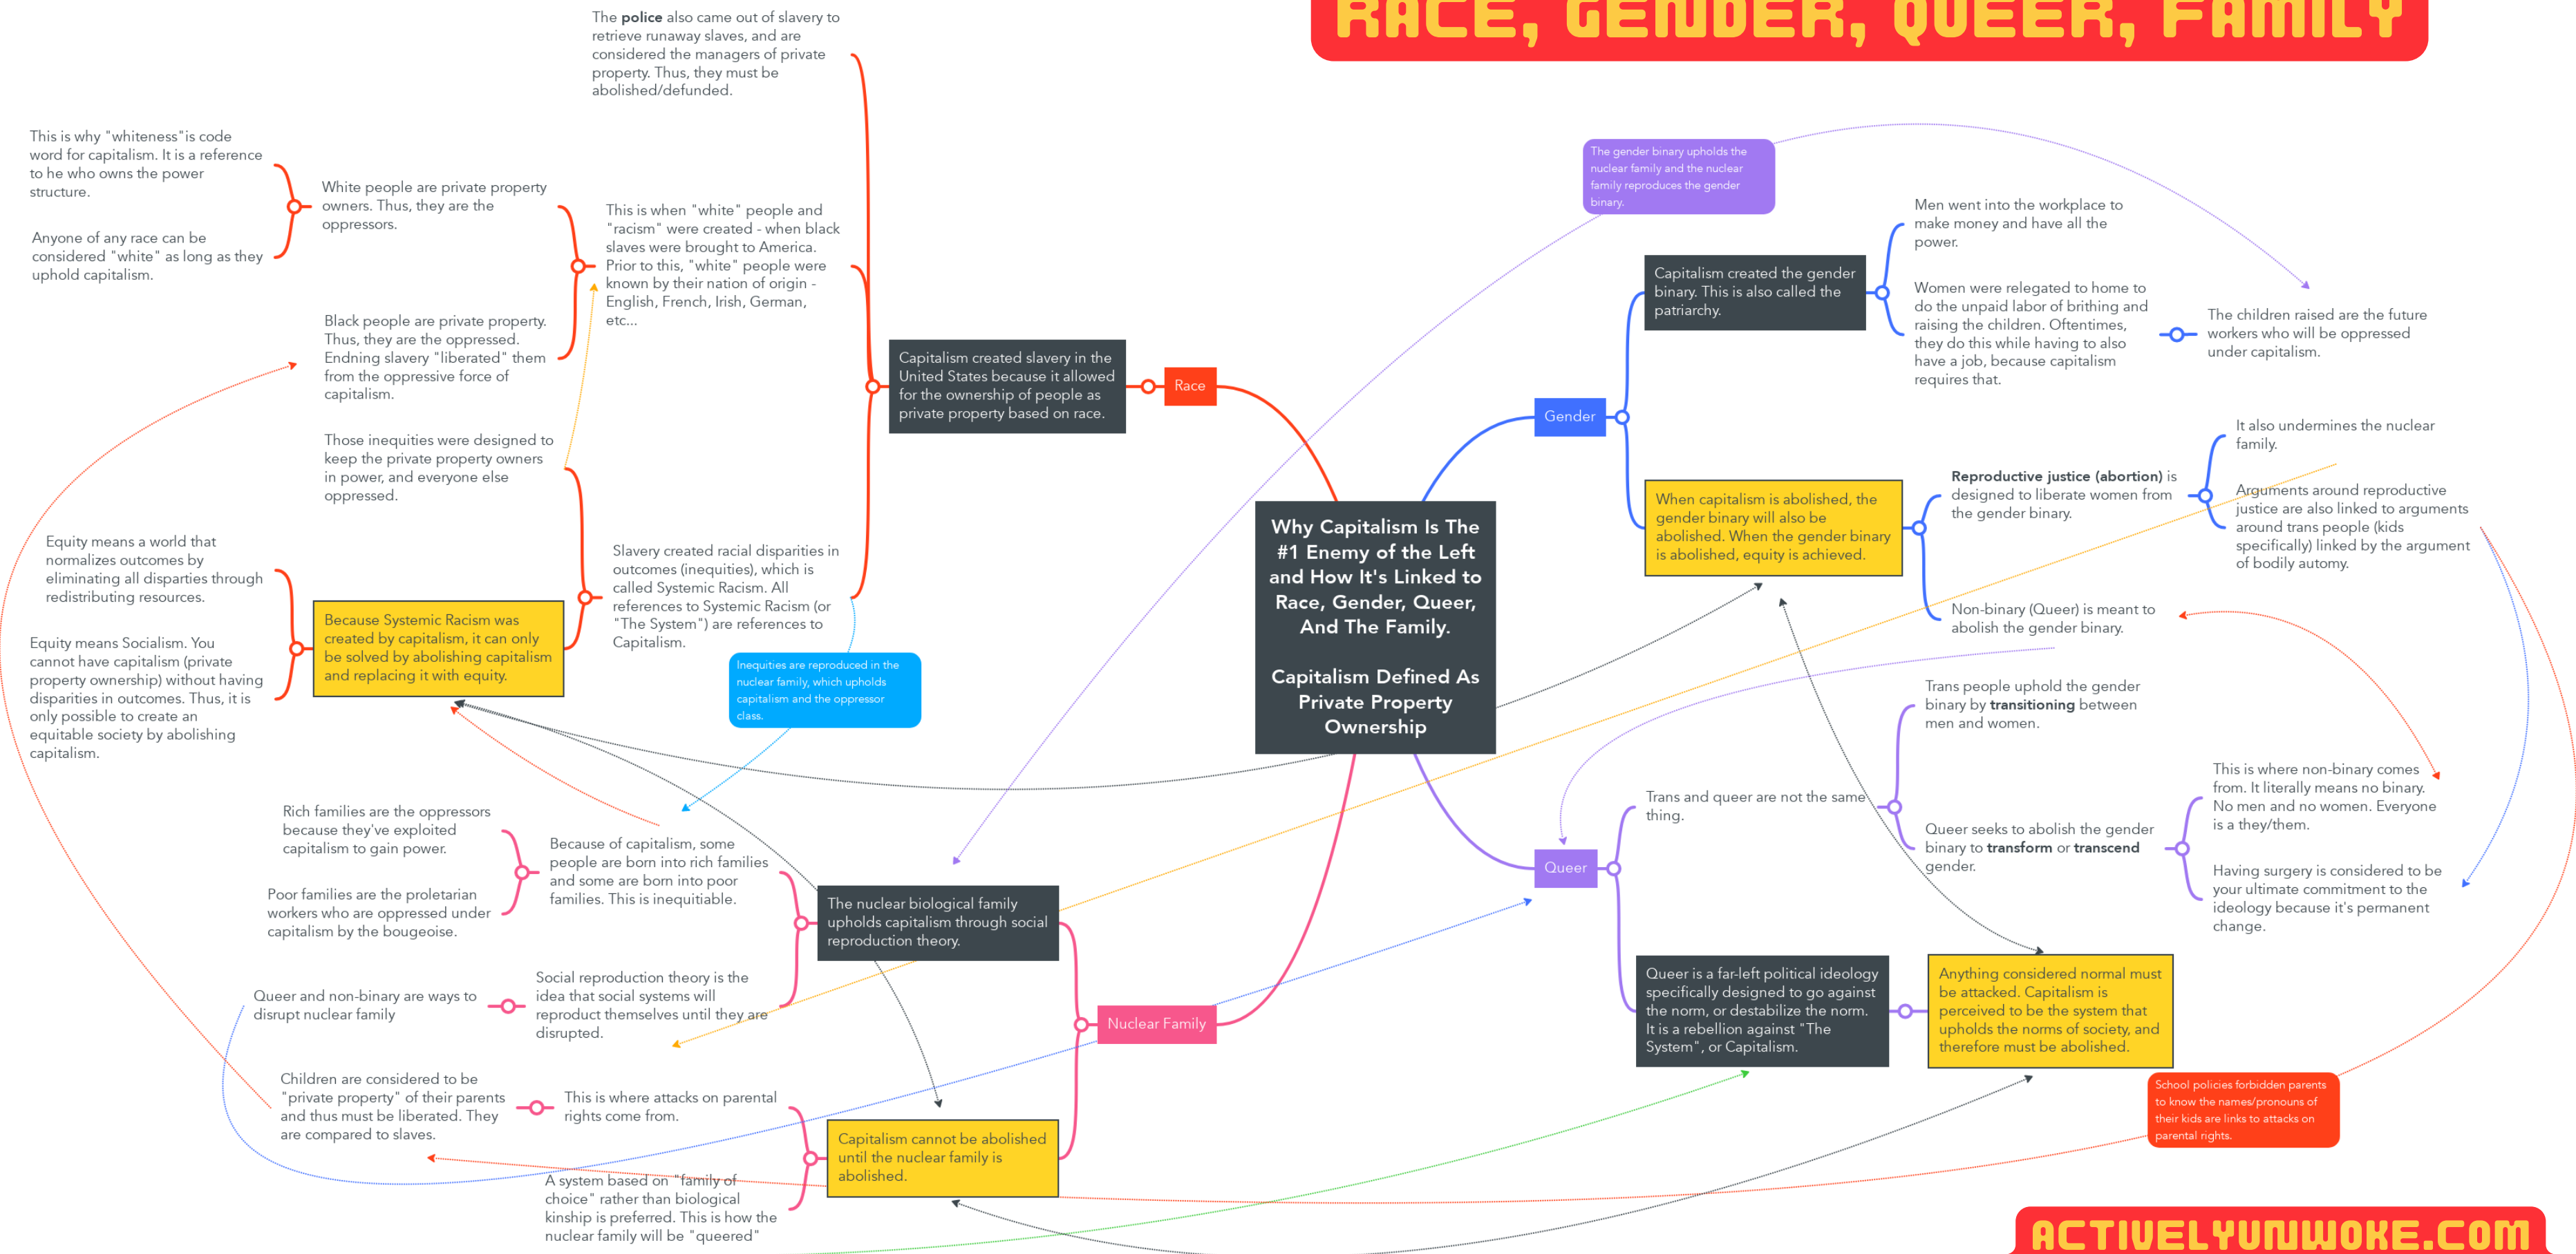 RACE, GENDER, QUEER, FAMILY
The police also came out of slavery to
retrieve runaway slaves, and are
considered the managers of private
property. Thus, they must be
abolished/defunded.
This is why "whiteness"is code
word for capitalism. It is a reference
to he who owns the power
structure.
Anyone of any race can be
considered "white" as long as they
uphold capitalism.
White people are private property
owners. Thus, they are the
oppressors.
Black people are private property.
Thus, they are the oppressed.
Endning slavery "liberated" them
from the oppressive force of
capitalism.
This is when "white" people and
"racism" were created - when black
slaves were brought to America.
Prior to this, "white" people were
known by their nation of origin -
English, French, Irish, German,
etc...
Capitalism created slavery in the
United States because it allowed
for the ownership of people as
private property based on race.
Race
Those inequities were designed to
keep the private property owners
in power, and everyone else
oppressed.
Equity means a world that
normalizes outcomes by
eliminating all disparties through
redistributing resources.
Equity means Socialism. You
cannot have capitalism (private
property ownership) without having
disparities in outcomes. Thus, it is
only possible to create an
equitable society by abolishing
capitalism.
Because Systemic Racism was
created by capitalism, it can only
be solved by abolishing capitalism
and replacing it with equity.
Slavery created racial disparities in
outcomes (inequities), which is
called Systemic Racism. All
references to Systemic Racism (or
"The System") are references to
Capitalism.
Inequities are reproduced in the
nuclear family, which upholds
capitalism and the oppressor
class.
Why Capitalism Is The
#1 Enemy of the Left
and How It's Linked to
Race, Gender, Queer,
And The Family.
Capitalism Defined As
Private Property
Ownership
The gender binary upholds the
nuclear family and the nuclear
family reproduces the gender
binary.
Gender
Capitalism created the gender
binary. This is also called the
patriarchy.
Men went into the workplace to
make money and have all the
power.
Women were relegated to home to
do the unpaid labor of brithing and
raising the children. Oftentimes,
they do this while having to also
have a job, because capitalism
requires that.
The children raised are the future
workers who will be oppressed
under capitalism.
When capitalism is abolished, the
gender binary will also be
abolished. When the gender binary
is abolished, equity is achieved.
Reproductive justice (abortion) is
designed to liberate women from
the gender binary.
It also undermines the nuclear
family.
Arguments around reproductive
justice are also linked to arguments
around trans people (kids
specifically) linked by the argument
of bodily automy.
Non-binary (Queer) is meant to
abolish the gender binary.
Queer
Trans and queer are not the same
thing.
Trans people uphold the gender
binary by transitioning between
men and women.
Queer seeks to abolish the gender
binary to transform or transcend
gender.
This is where non-binary comes
from. It literally means no binary.
No men and no women. Everyone
is a they/them.
Having surgery is considered to be
your ultimate commitment to the
ideology because it's permanent
change.
Queer is a far-left political ideology
specifically designed to go against
the norm, or destabilize the norm.
It is a rebellion against "The
System", or Capitalism.
Anything considered normal must
be attacked. Capitalism is
perceived to be the system that
upholds the norms of society, and
therefore must be abolished.
School policies forbidden parents
to know the names/pronouns of
their kids are links to attacks on
parental rights.
Nuclear Family
The nuclear biological family
upholds capitalism through social
reproduction theory.
Because of capitalism, some
people are born into rich families
and some are born into poor
families. This is inequitiable.
Rich families are the oppressors
because they've exploited
capitalism to gain power.
Poor families are the proletarian
workers who are oppressed under
capitalism by the bougeoise.
Social reproduction theory is the
idea that social systems will
reproduce themselves until they are
disrupted.
Queer and non-binary are ways to
disrupt nuclear family
Capitalism cannot be abolished
until the nuclear family is
abolished.
This is where attacks on parental
rights come from.
Children are considered to be
"private property" of their parents
and thus must be liberated. They
are compared to slaves.
A system based on "family of
choice" rather than biological
kinship is preferred. This is how the
nuclear family will be "queered"
ACTIVELYUNWOKE.COM